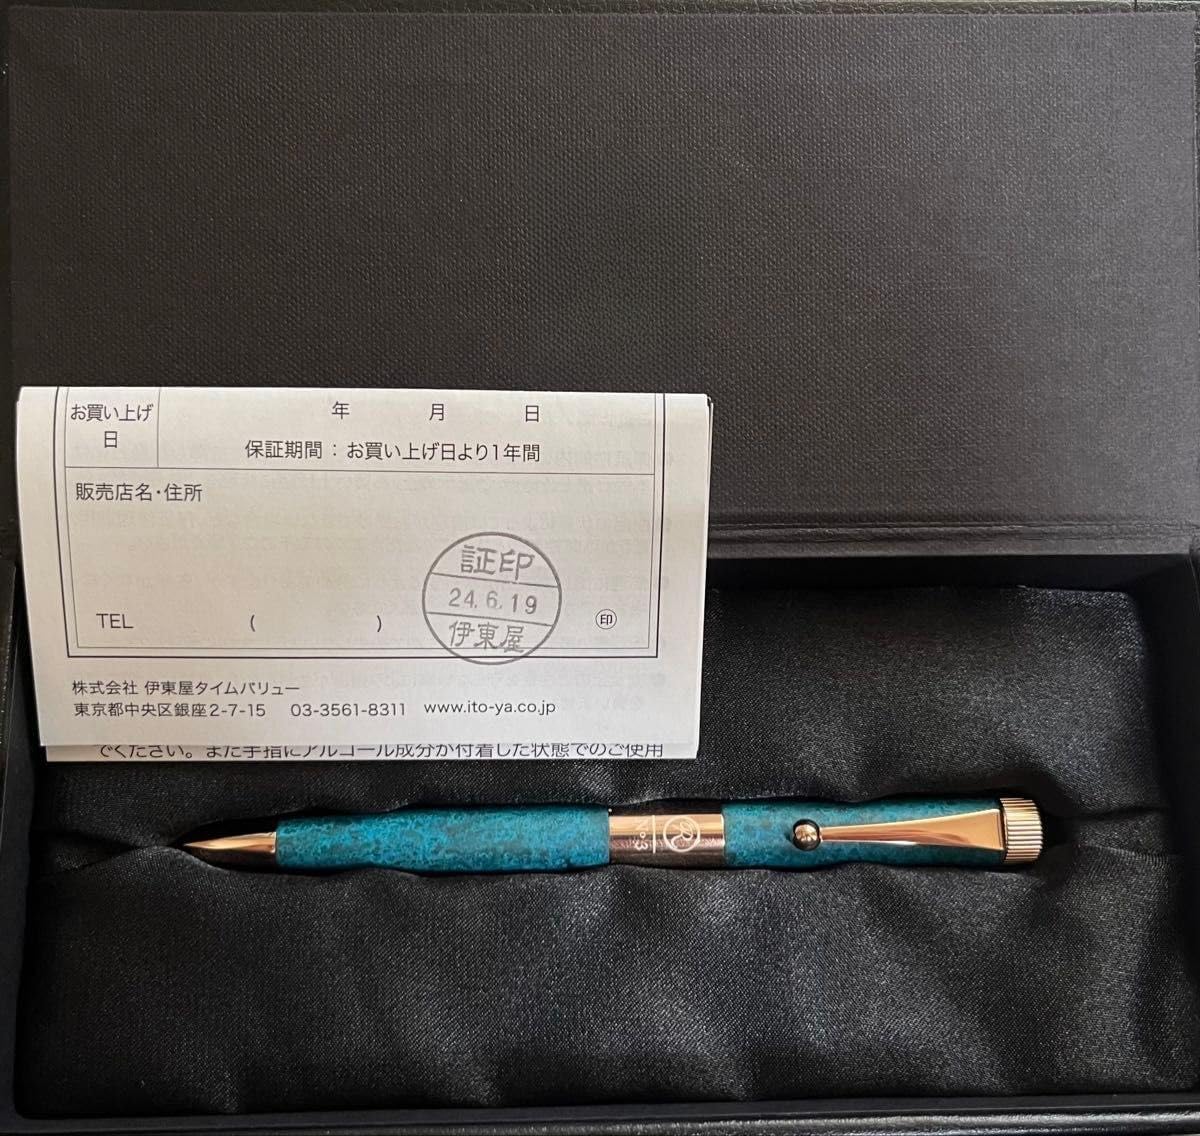 お買い上げ
日
年 月 日
保証期間：お買い上げ日より1年間
販売店名・住所
証印
24.6.19
伊東屋
TEL ( )
印
株式会社 伊東屋タイムバリュー
東京都中央区銀座2-7-15 03-3561-8311 www.ito-ya.co.jp
でください。また手指にアルコール成分が付着した状態でのご使用
R
No.3